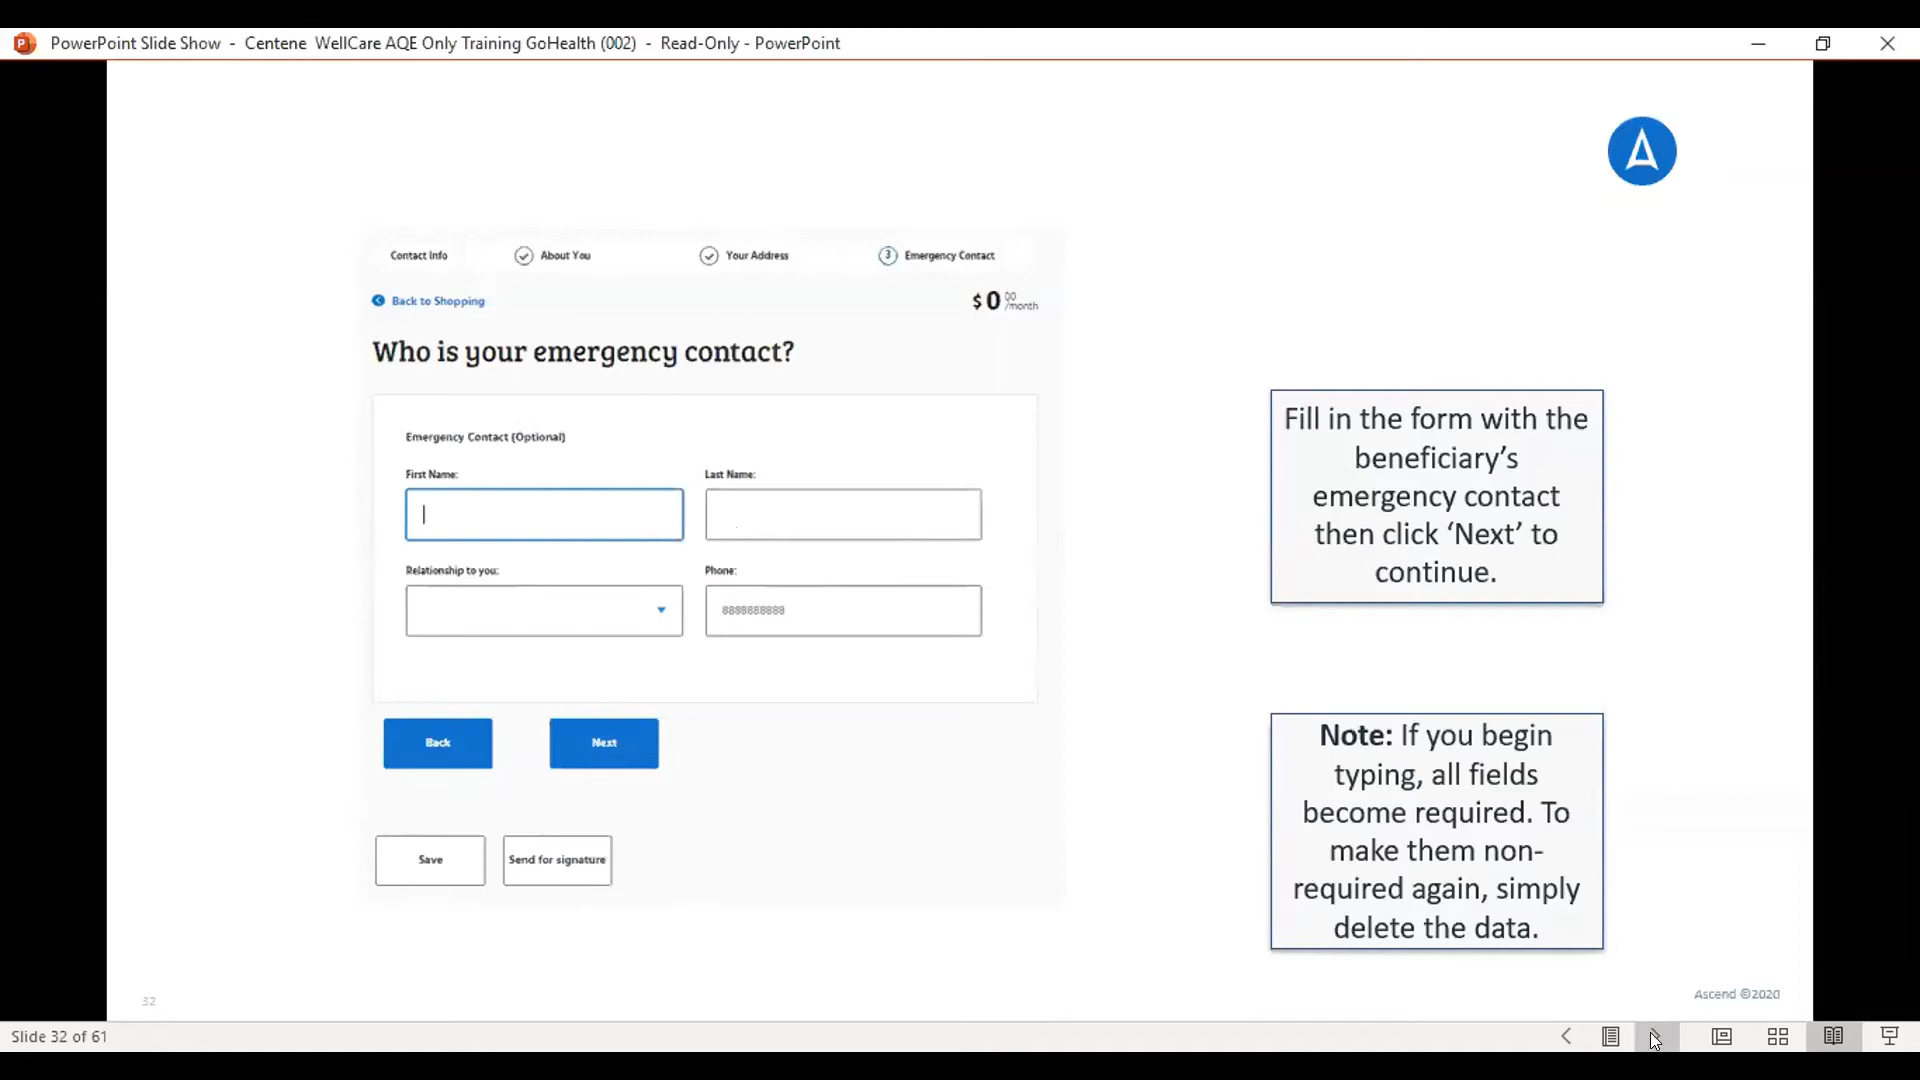 PowerPoint Slide Show - Centene WellCare AQE Only Training GoHealth (002) - Read-Only - PowerPoint
Contact Info About You Your Address 3 Emergency Contact
Back to Shopping $ 0 00 /month
Who is your emergency contact?
Emergency Contact (Optional)
First Name: Last Name:
Relationship to you: Phone:
8888888888
Back Next
Save Send for signature
Fill in the form with the
beneficiary’s
emergency contact
then click ‘Next’ to
continue.
Note: If you begin
typing, all fields
become required. To
make them non-
required again, simply
delete the data.
32
Ascend ©2020
Slide 32 of 61